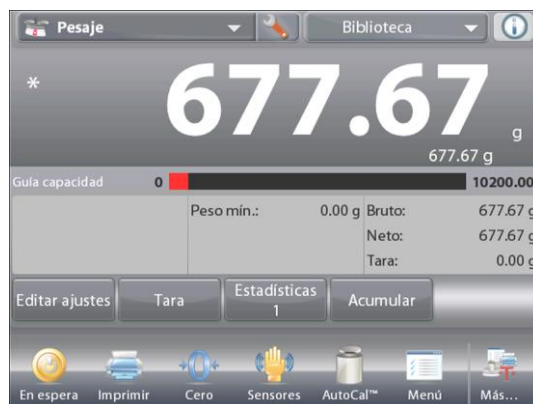 Pesaje
Biblioteca
*
677.67 g
677.67 g
Guía capacidad 0 10200.00
Peso mín.: 0.00 g Bruto: 677.67 g
Neto: 677.67 g
Tara: 0.00 g
Editar ajustes Tara Estadísticas Acumular
1
En espera Imprimir Cero Sensores AutoCal™ Menú Más...